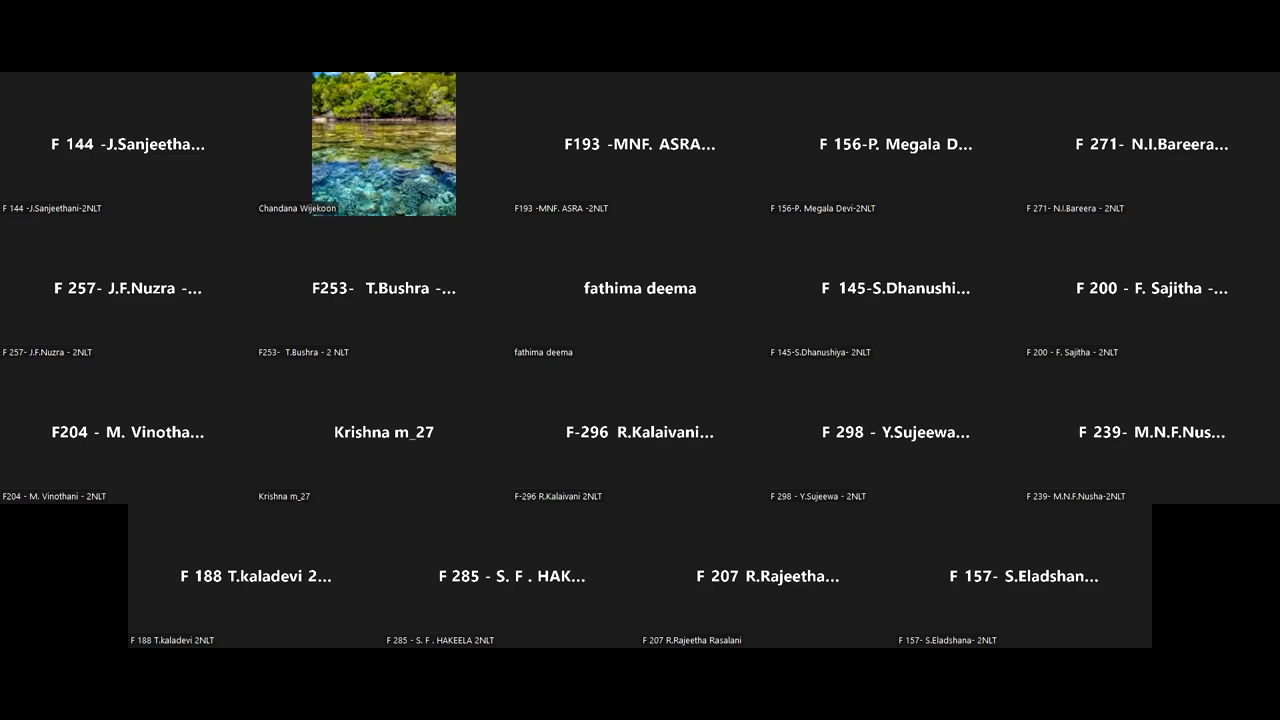 F 144 -J.Sanjeetha...
F 144 -J.Sanjeethani-2NLT
Chandana Wijekoon
F193 -MNF. ASRA...
F193 -MNF. ASRA -2NLT
F 156-P. Megala D...
F 156-P. Megala Devi-2NLT
F 271- N.I.Bareera...
F 271- N.I.Bareera - 2NLT
F 257- J.F.Nuzra -...
F 257- J.F.Nuzra - 2NLT
F253-  T.Bushra -...
F253-  T.Bushra - 2 NLT
fathima deema
fathima deema
F  145-S.Dhanushi...
F 145-S.Dhanushiya- 2NLT
F 200 - F. Sajitha -...
F 200 - F. Sajitha - 2NLT
F204 - M. Vinotha...
F204 - M. Vinothani - 2NLT
Krishna m_27
Krishna m_27
F-296  R.Kalaivani...
F-296 R.Kalaivani 2NLT
F 298 - Y.Sujeewa...
F 298 - Y.Sujeewa - 2NLT
F 239- M.N.F.Nus...
F 239- M.N.F.Nusha-2NLT
F 188 T.kaladevi 2...
F 188 T.kaladevi 2NLT
F 285 - S. F . HAK...
F 285 - S. F . HAKEELA 2NLT
F 207 R.Rajeetha...
F 207 R.Rajeetha Rasalani
F 157- S.Eladshan...
F 157- S.Eladshana- 2NLT